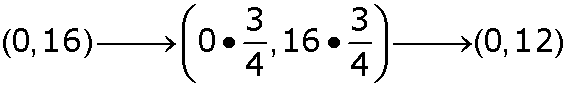 (0,16) ⟶ (0 • 3/4, 16 • 3/4) ⟶ (0,12)